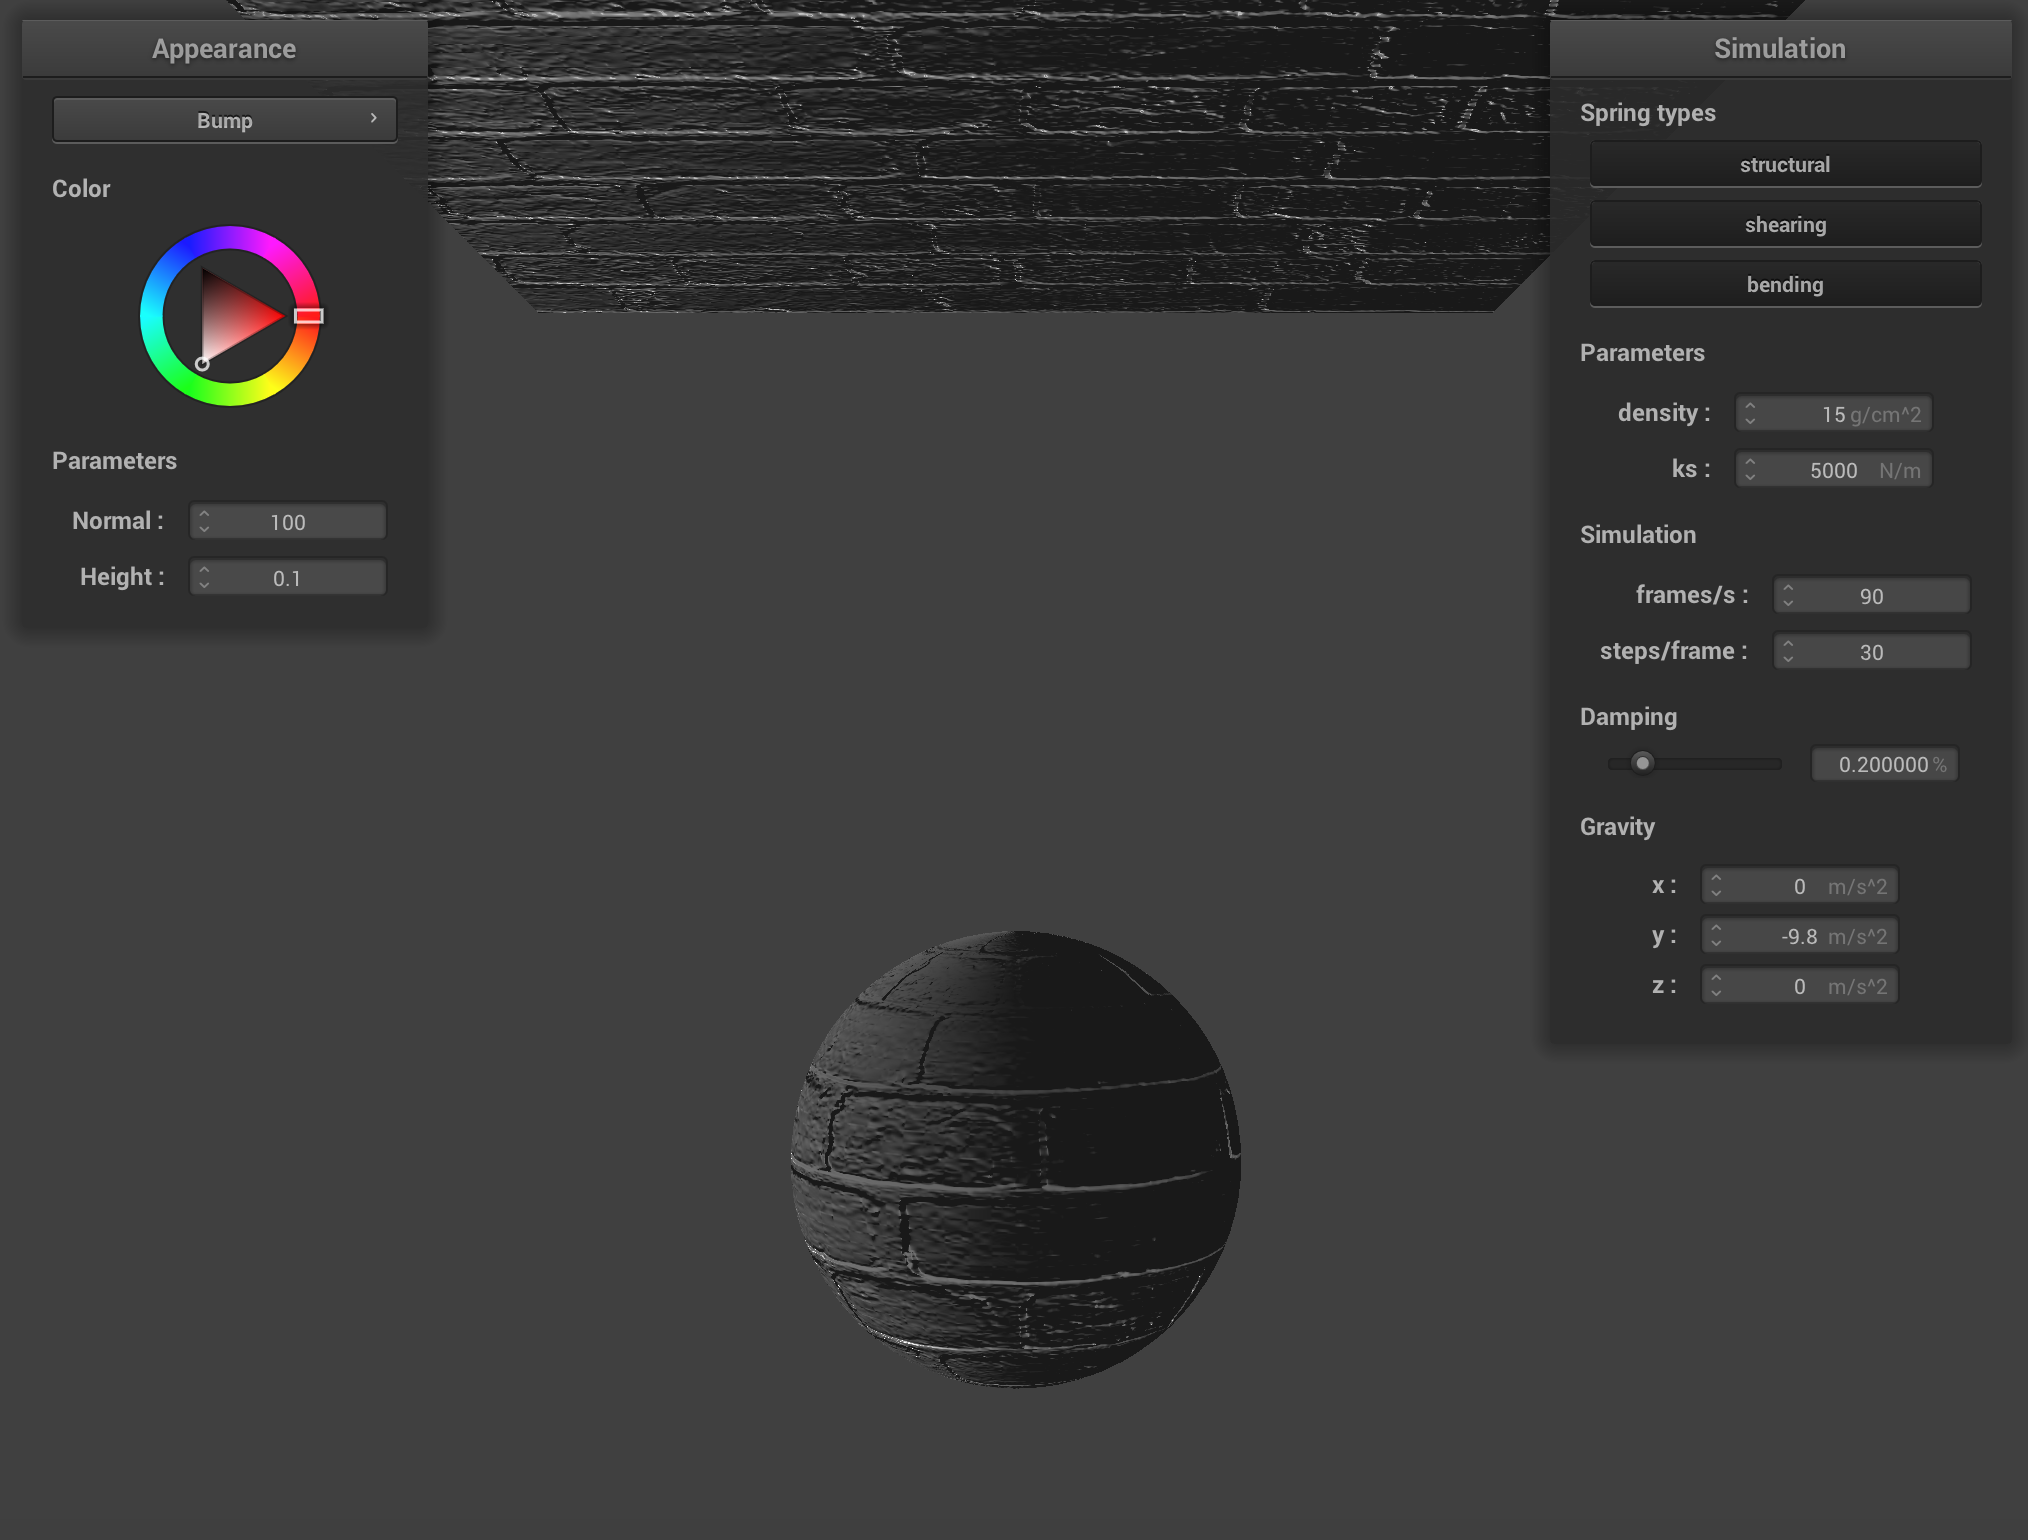 Appearance
Bump
Color
Parameters
Normal : 100
Height : 0.1
Simulation
Spring types
structural
shearing
bending
Parameters
density : 15 g/cm^2
ks : 5000 N/m
Simulation
frames/s : 90
steps/frame : 30
Damping
0.200000 %
Gravity
x : 0 m/s^2
y : -9.8 m/s^2
z : 0 m/s^2